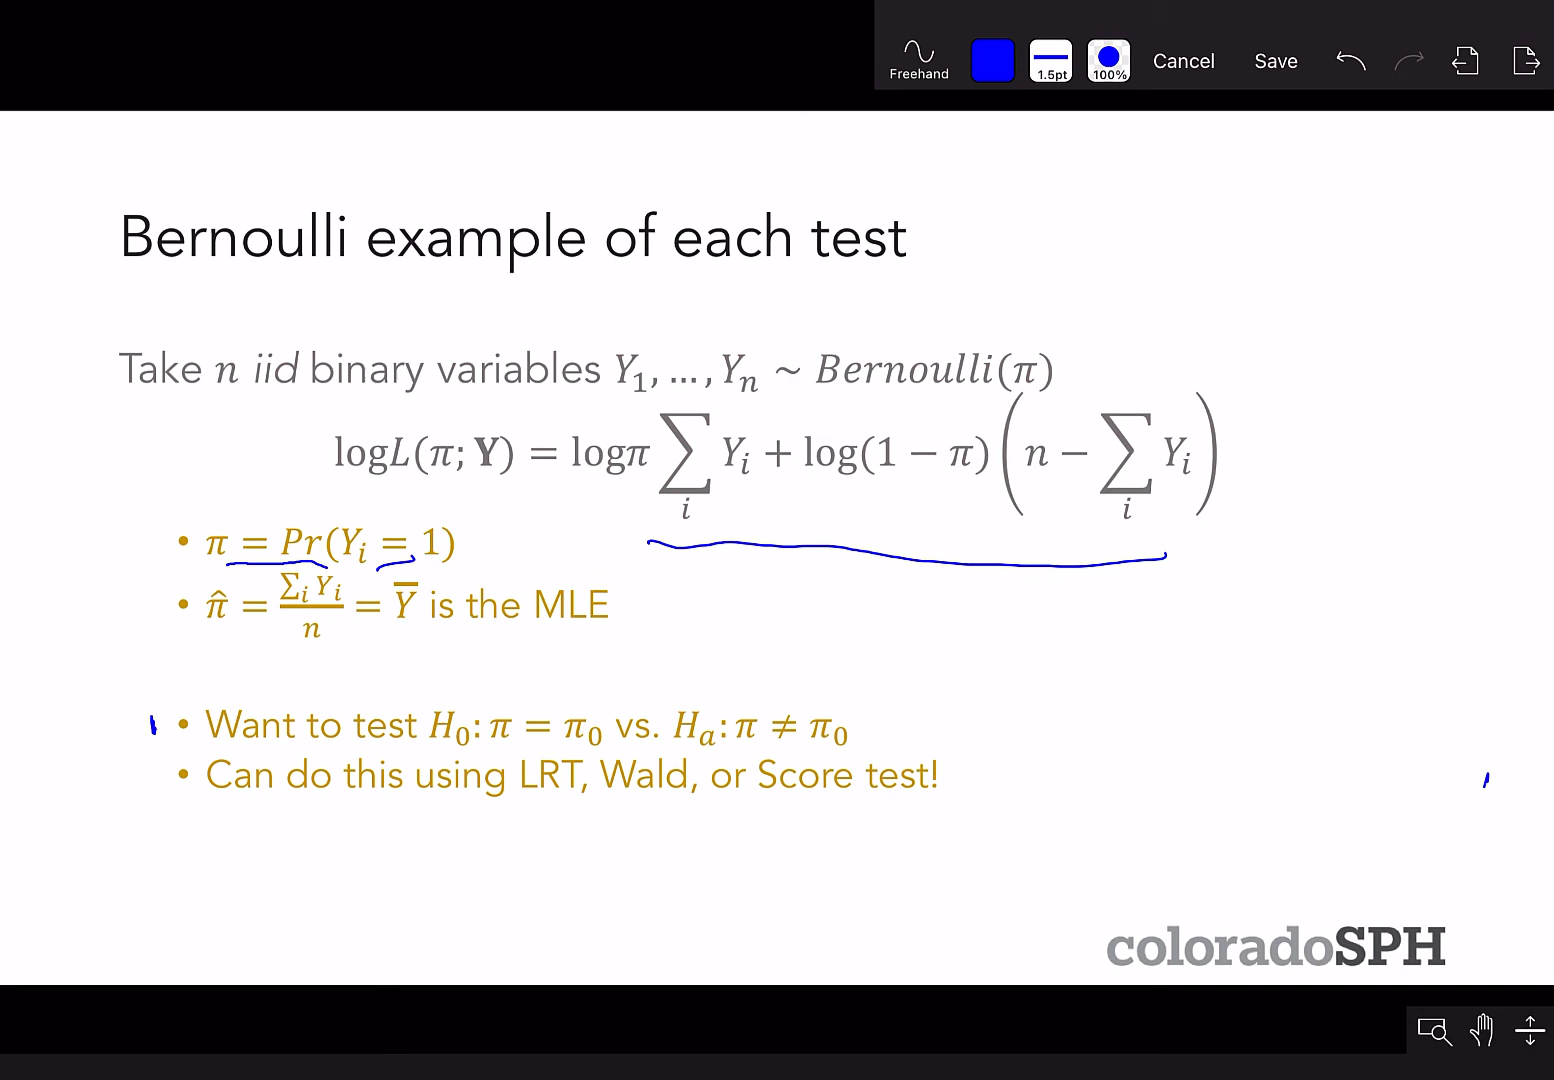 Freehand
1.5pt
100%
Cancel
Save
Bernoulli example of each test
Take n iid binary variables Y₁, …, Yₙ ~ Bernoulli(π)
logL(π; Y) = logπ ∑ᵢ Yᵢ + log(1 − π) (n − ∑ᵢ Yᵢ)
• π = Pr(Yᵢ = 1)
• π̂ = ∑ᵢ Yᵢ / n = Y̅ is the MLE
• Want to test H₀: π = π₀ vs. Hₐ: π ≠ π₀
• Can do this using LRT, Wald, or Score test!
coloradoSPH